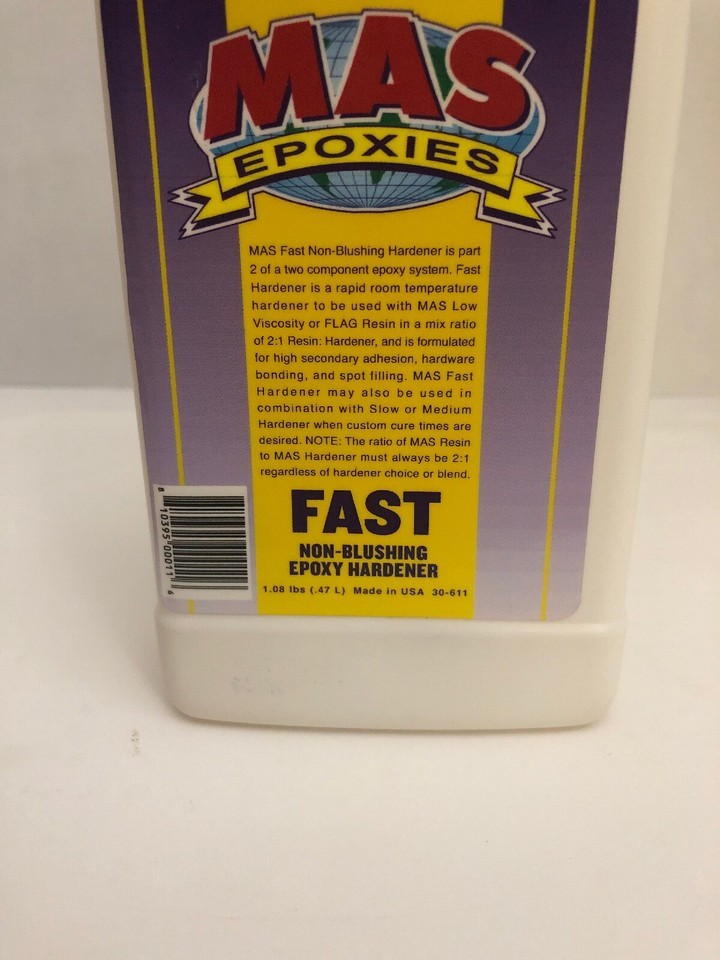 MAS
EPOXIES
MAS Fast Non-Blushing Hardener is part
2 of a two component epoxy system. Fast
Hardener is a rapid room temperature
hardener to be used with MAS Low
Viscosity or FLAG Resin in a mix ratio
of 2:1 Resin: Hardener, and is formulated
for high secondary adhesion, hardware
bonding, and spot filling. MAS Fast
Hardener may also be used in
combination with Slow or Medium
Hardener when custom cure times are
desired. NOTE: The ratio of MAS Resin
to MAS Hardener must always be 2:1
regardless of hardener choice or blend.
FAST
NON-BLUSHING
EPOXY HARDENER
1.08 lbs (.47 L) Made in USA 30-611
8 10395 00011 6